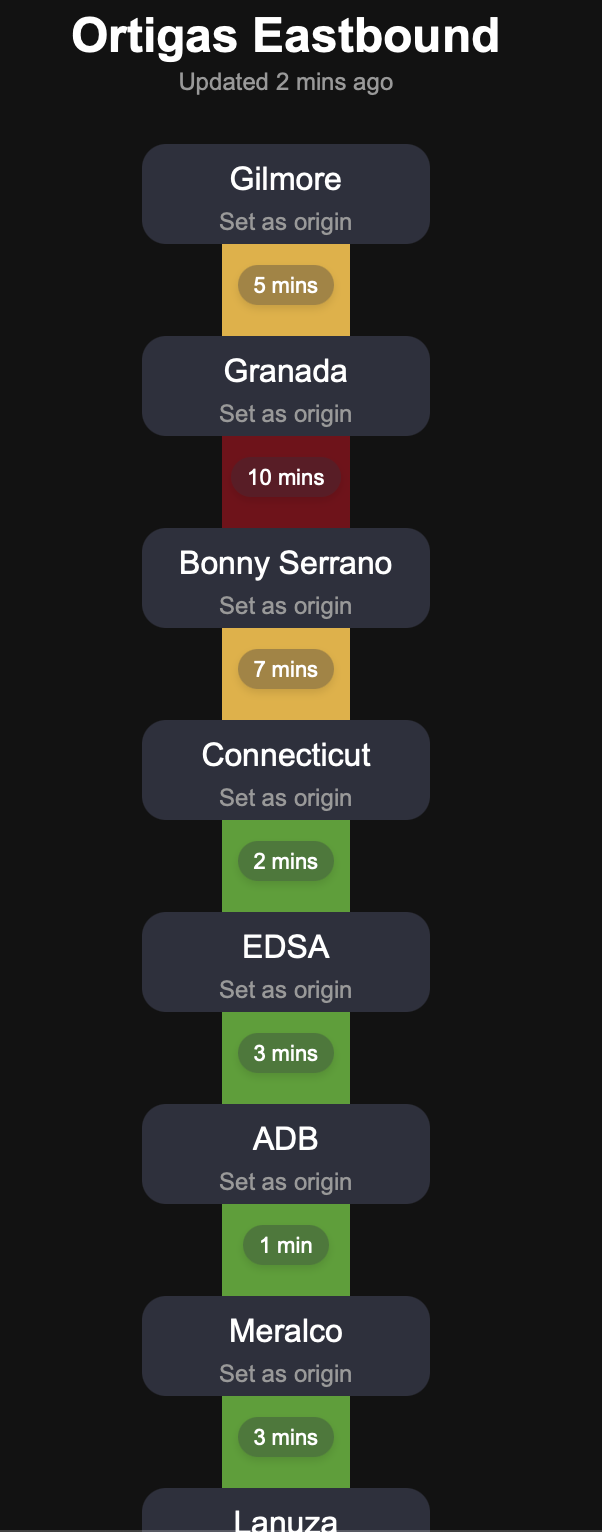 Ortigas Eastbound
Updated 2 mins ago
Gilmore
Set as origin
5 mins
Granada
Set as origin
10 mins
Bonny Serrano
Set as origin
7 mins
Connecticut
Set as origin
2 mins
EDSA
Set as origin
3 mins
ADB
Set as origin
1 min
Meralco
Set as origin
3 mins
Lanuza